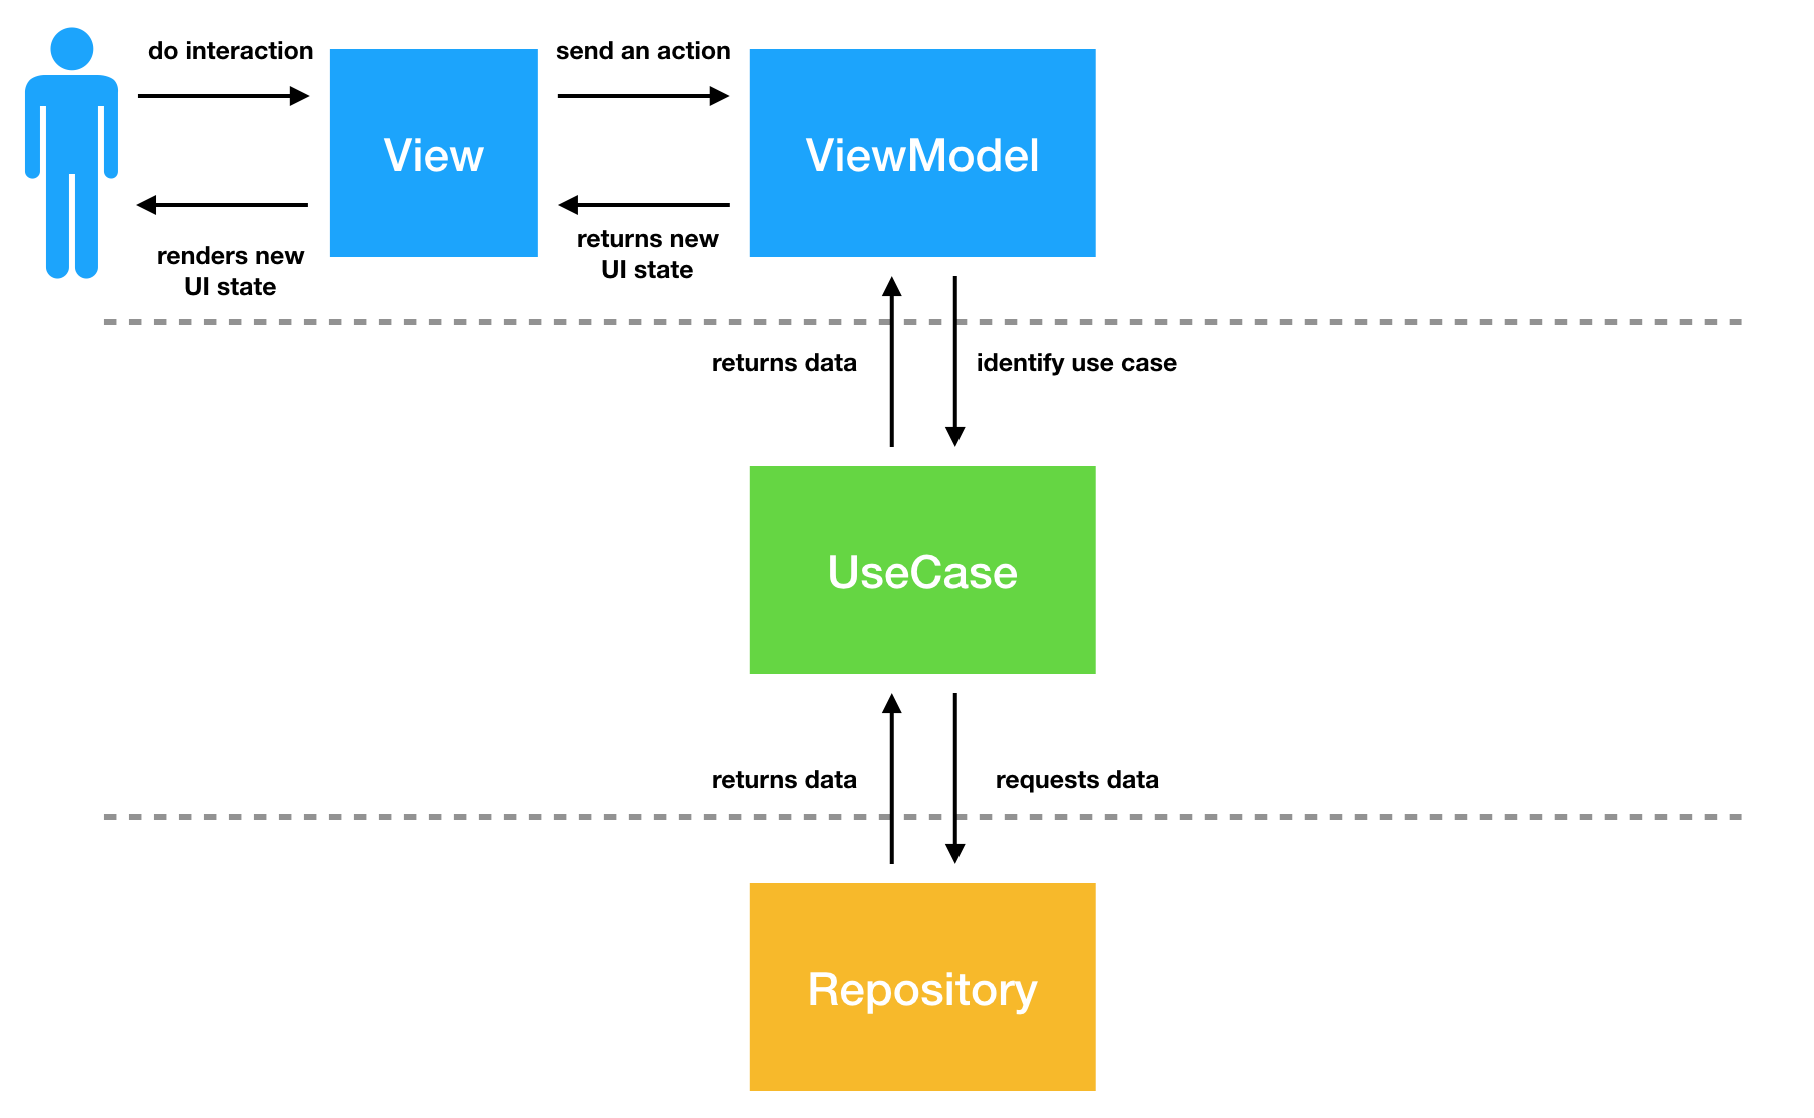 do interaction
send an action
View
ViewModel
renders new
UI state
returns new
UI state
returns data
identify use case
UseCase
returns data
requests data
Repository